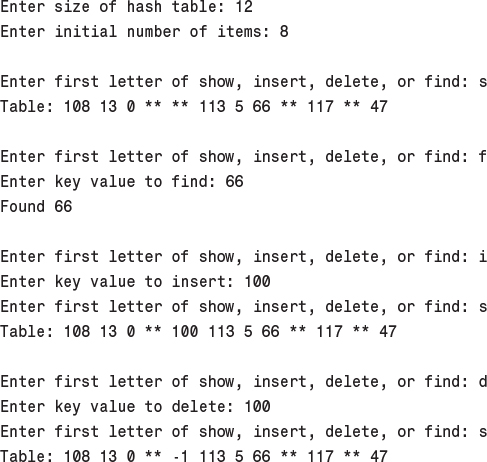 Enter size of hash table: 12
Enter initial number of items: 8
Enter first letter of show, insert, delete, or find: s
Table: 108 13 0 ** ** 113 5 66 ** 117 ** 47
Enter first letter of show, insert, delete, or find: f
Enter key value to find: 66
Found 66
Enter first letter of show, insert, delete, or find: i
Enter key value to insert: 100
Enter first letter of show, insert, delete, or find: s
Table: 108 13 0 ** 100 113 5 66 ** 117 ** 47
Enter first letter of show, insert, delete, or find: d
Enter key value to delete: 100
Enter first letter of show, insert, delete, or find: s
Table: 108 13 0 ** -1 113 5 66 ** 117 ** 47